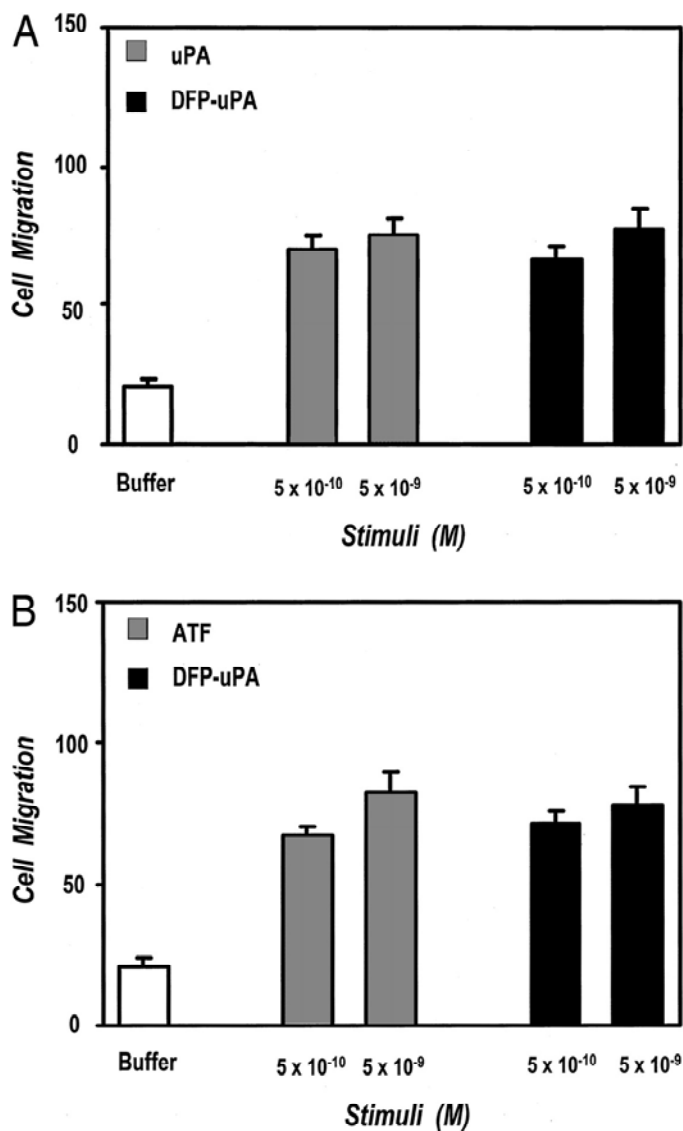 A
150
uPA
DFP-uPA
100
50
0
Cell Migration
Buffer
5 x 10⁻¹⁰ 5 x 10⁻⁹ 5 x 10⁻¹⁰ 5 x 10⁻⁹
Stimuli (M)
B
150
ATF
DFP-uPA
100
50
0
Cell Migration
Buffer
5 x 10⁻¹⁰ 5 x 10⁻⁹ 5 x 10⁻¹⁰ 5 x 10⁻⁹
Stimuli (M)